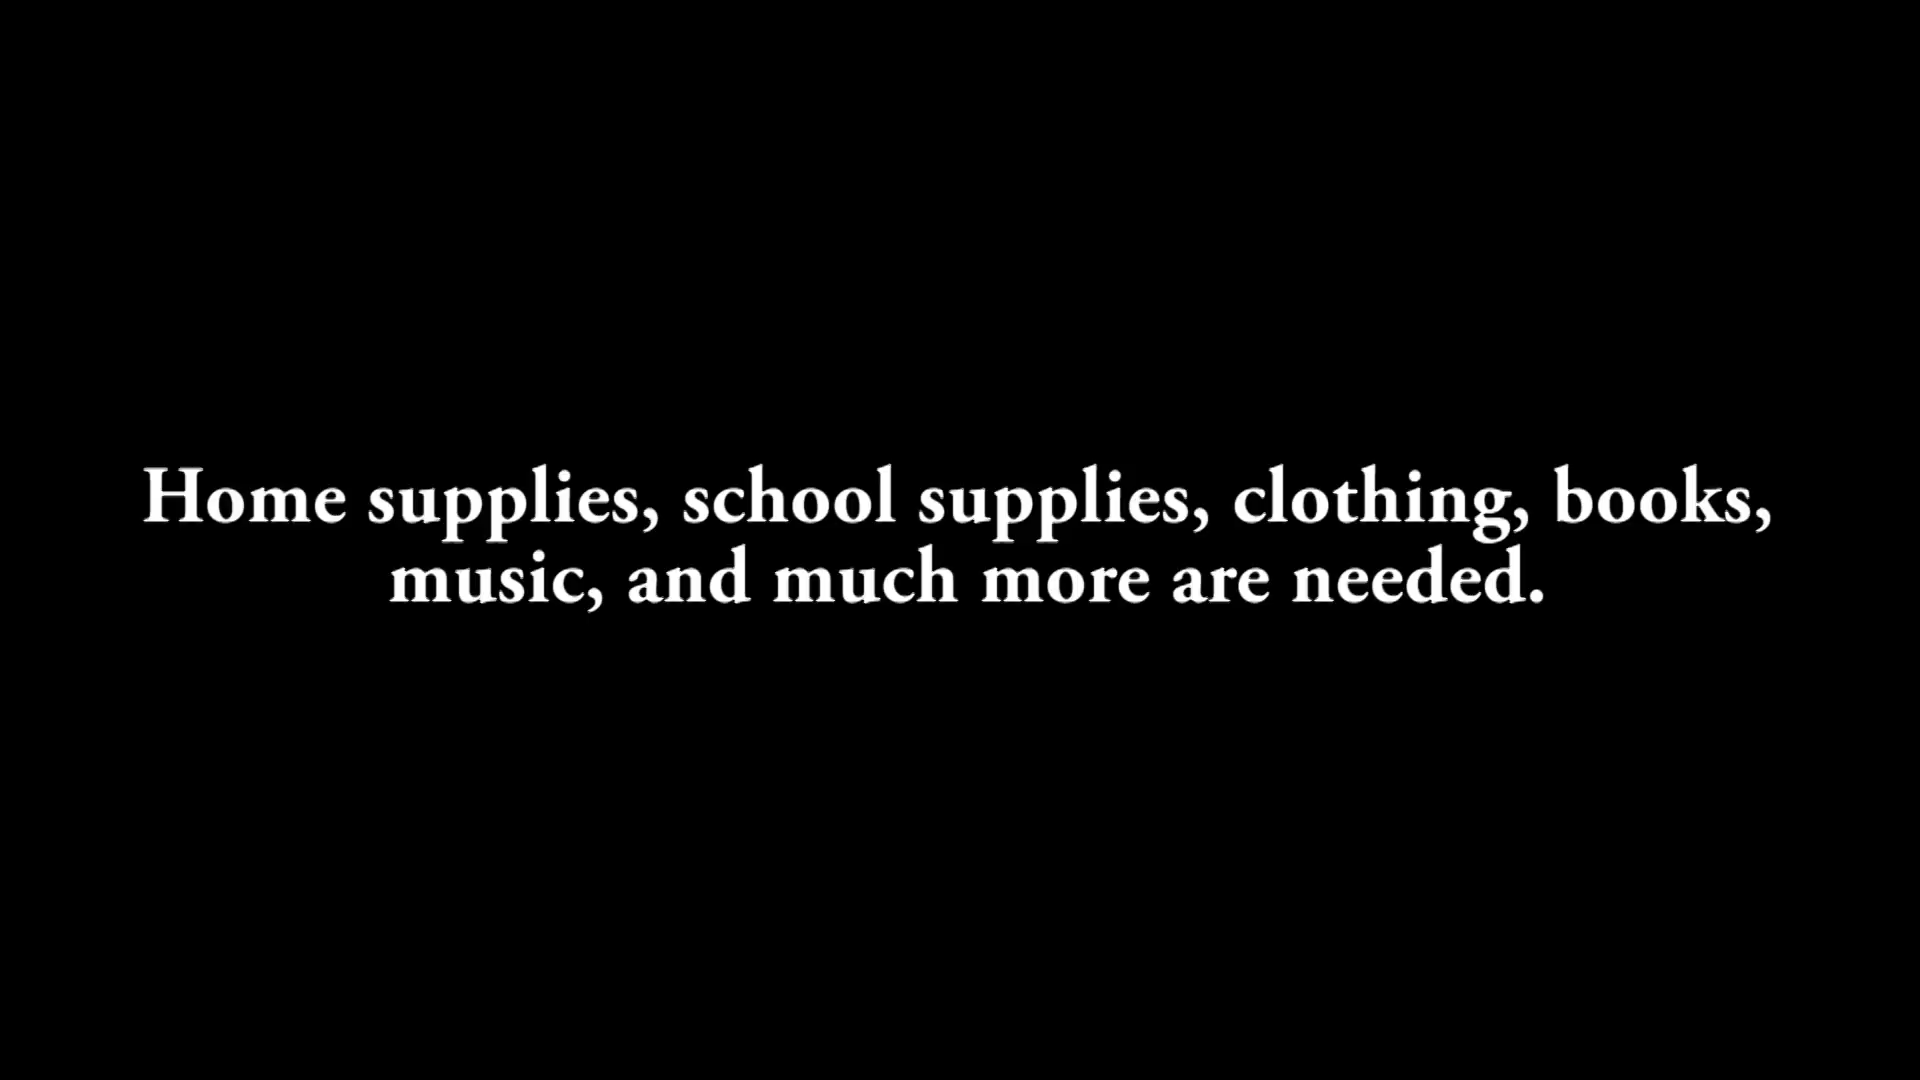 Home supplies, school supplies, clothing, books,
music, and much more are needed.